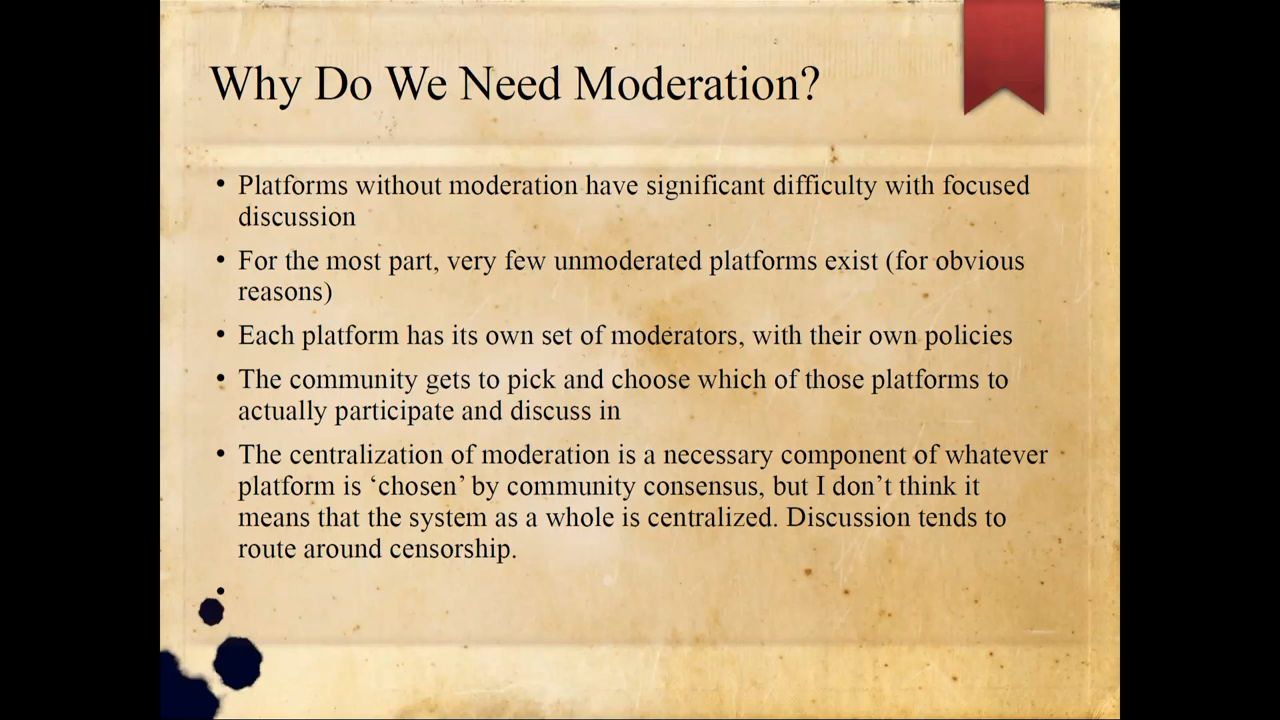 Why Do We Need Moderation?
• Platforms without moderation have significant difficulty with focused
discussion
• For the most part, very few unmoderated platforms exist (for obvious
reasons)
• Each platform has its own set of moderators, with their own policies
• The community gets to pick and choose which of those platforms to
actually participate and discuss in
• The centralization of moderation is a necessary component of whatever
platform is ‘chosen’ by community consensus, but I don’t think it
means that the system as a whole is centralized. Discussion tends to
route around censorship.
•